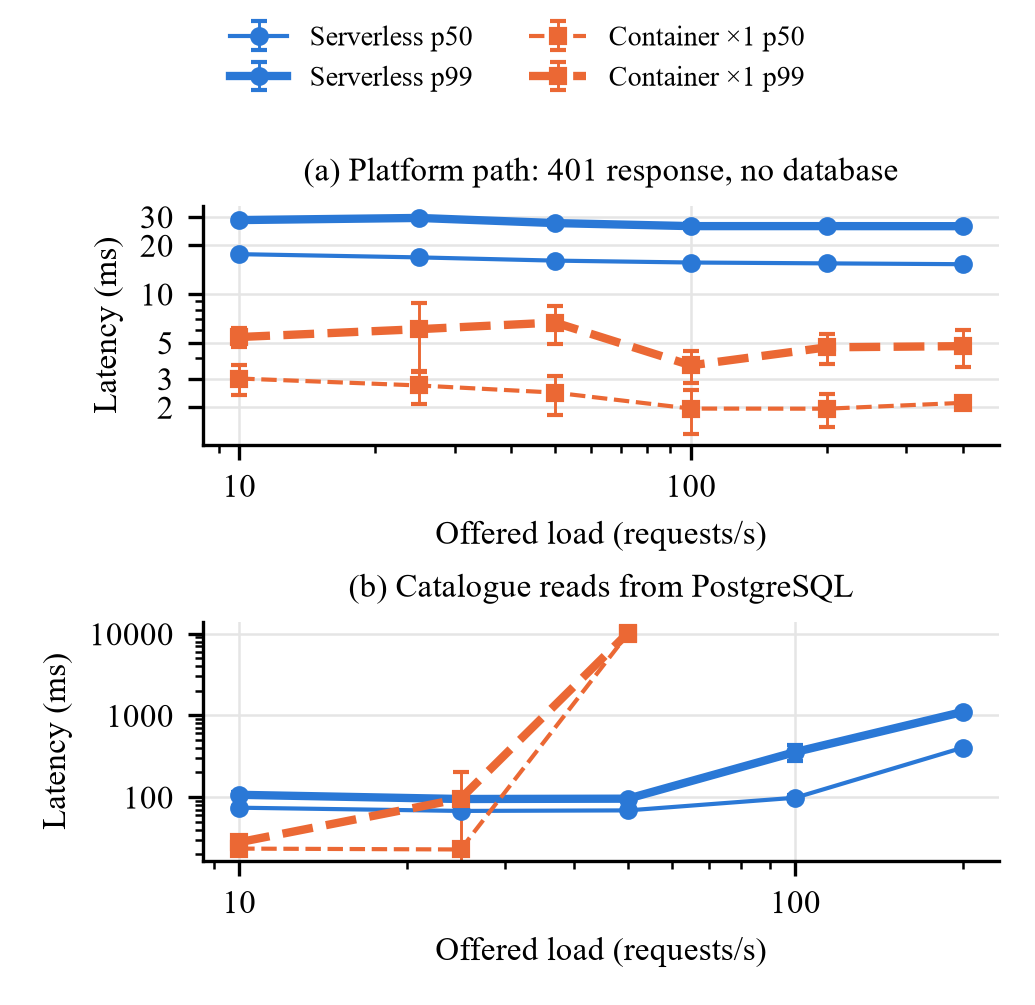 Serverless p50
Serverless p99
Container ×1 p50
Container ×1 p99
(a) Platform path: 401 response, no database
30
20
10
5
3
2
Latency (ms)
10
100
Offered load (requests/s)
(b) Catalogue reads from PostgreSQL
10000
1000
100
Latency (ms)
10
100
Offered load (requests/s)